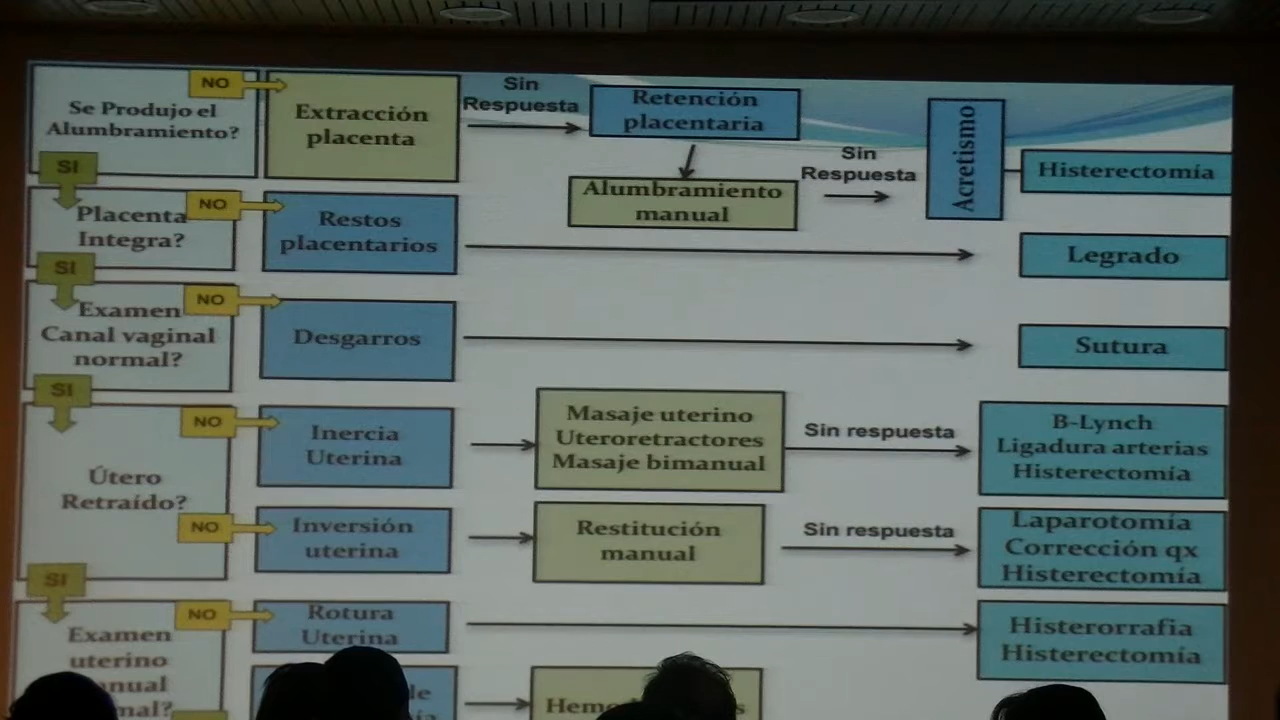 Se Produjo el
Alumbramiento?
NO
Extracción
placenta
Sin
Respuesta
Retención
placentaria
Alumbramiento
manual
Sin
Respuesta
Acretismo
Histerectomía
SI
Placenta
Integra?
NO
Restos
placentarios
Legrado
SI
Examen
Canal vaginal
normal?
NO
Desgarros
Sutura
SI
Útero
Retraído?
NO
Inercia
Uterina
Masaje uterino
Uteroretractores
Masaje bimanual
Sin respuesta
B-Lynch
Ligadura arterias
Histerectomía
NO
Inversión
uterina
Restitución
manual
Sin respuesta
Laparotomía
Corrección qx
Histerectomía
SI
Examen
uterino
NO
Rotura
Uterina
Histerorrafia
Histerectomía